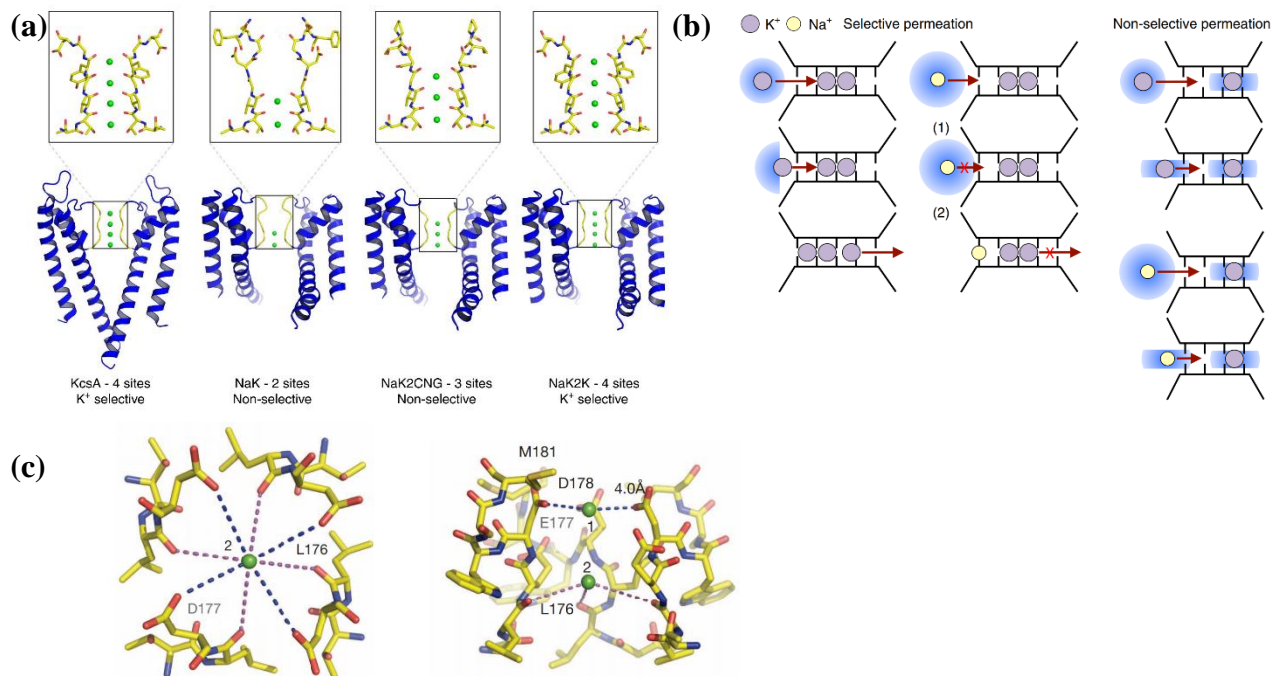 (a)
KcsA - 4 sites
K⁺ selective
NaK - 2 sites
Non-selective
NaK2CNG - 3 sites
Non-selective
NaK2K - 4 sites
K⁺ selective
(b)
K⁺ Na⁺ Selective permeation
Non-selective permeation
(1)
(2)
(c)
2
L176
D177
M181
D178
4.0Å
E177
1
2
L176